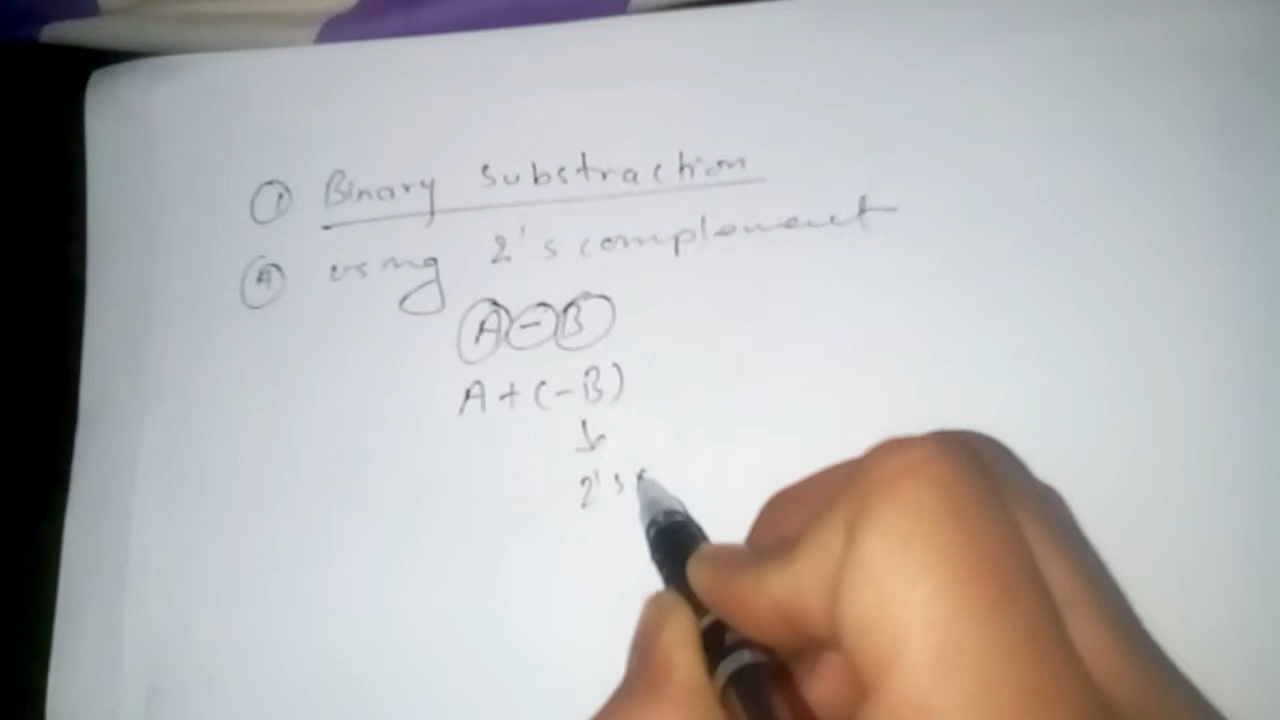 ① Binary Substraction
Ⓐ using 2's complement
A-B
A+(-B)
↓
2's